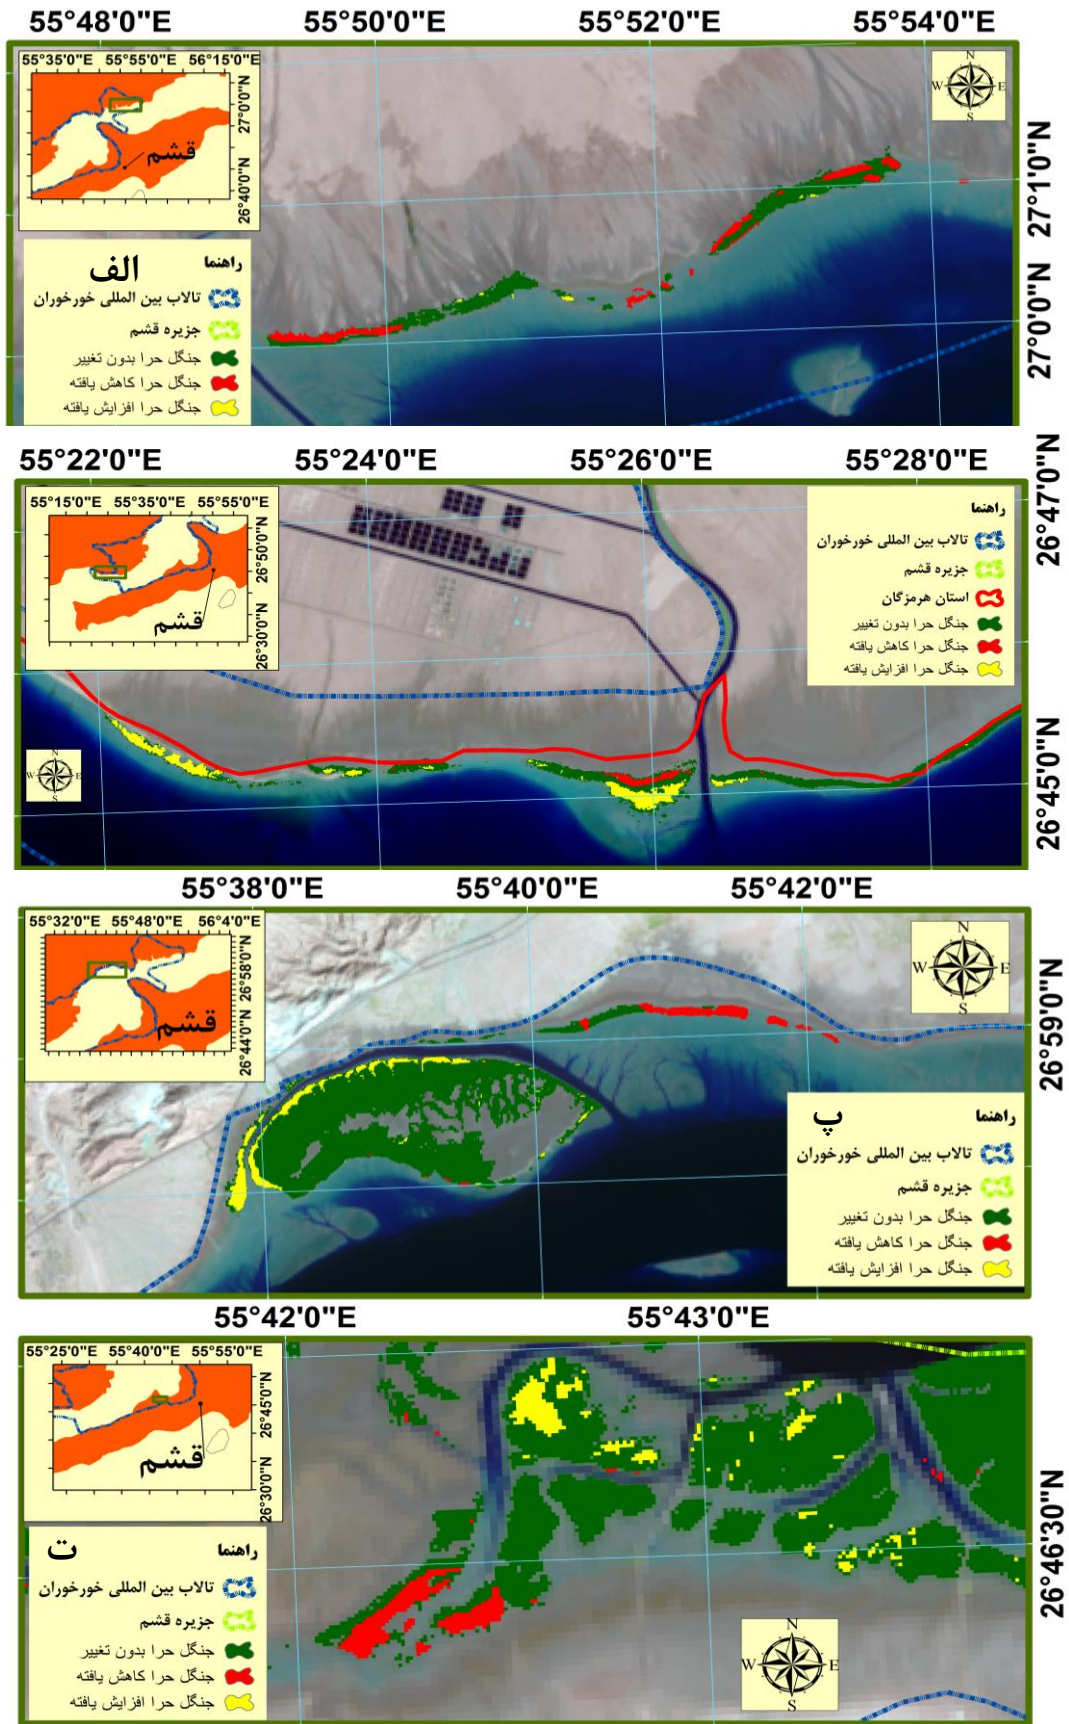 55°48'0"E 55°50'0"E 55°52'0"E 55°54'0"E
55°35'0"E 55°55'0"E 56°15'0"E
27°0'0"N
26°40'0"N
قشم
N
W E
S
27°1'0"N
27°0'0"N
الف
راهنما
تالاب بین المللی خورخوران
جزیره قشم
جنگل حرا بدون تغییر
جنگل حرا کاهش یافته
جنگل حرا افزایش یافته
55°22'0"E 55°24'0"E 55°26'0"E 55°28'0"E
55°15'0"E 55°35'0"E 55°55'0"E
26°50'0"N
26°30'0"N
قشم
راهنما
تالاب بین المللی خورخوران
جزیره قشم
استان هرمزگان
جنگل حرا بدون تغییر
جنگل حرا کاهش یافته
جنگل حرا افزایش یافته
26°47'0"N
26°45'0"N
N
W E
S
55°38'0"E 55°40'0"E 55°42'0"E
55°32'0"E 55°48'0"E 56°4'0"E
26°58'0"N
26°44'0"N
قشم
N
W E
S
26°59'0"N
پ
راهنما
تالاب بین المللی خورخوران
جزیره قشم
جنگل حرا بدون تغییر
جنگل حرا کاهش یافته
جنگل حرا افزایش یافته
55°42'0"E 55°43'0"E
55°25'0"E 55°40'0"E 55°55'0"E
26°45'0"N
26°30'0"N
قشم
26°46'30"N
ت
راهنما
تالاب بین المللی خورخوران
جزیره قشم
جنگل حرا بدون تغییر
جنگل حرا کاهش یافته
جنگل حرا افزایش یافته
N
W E
S